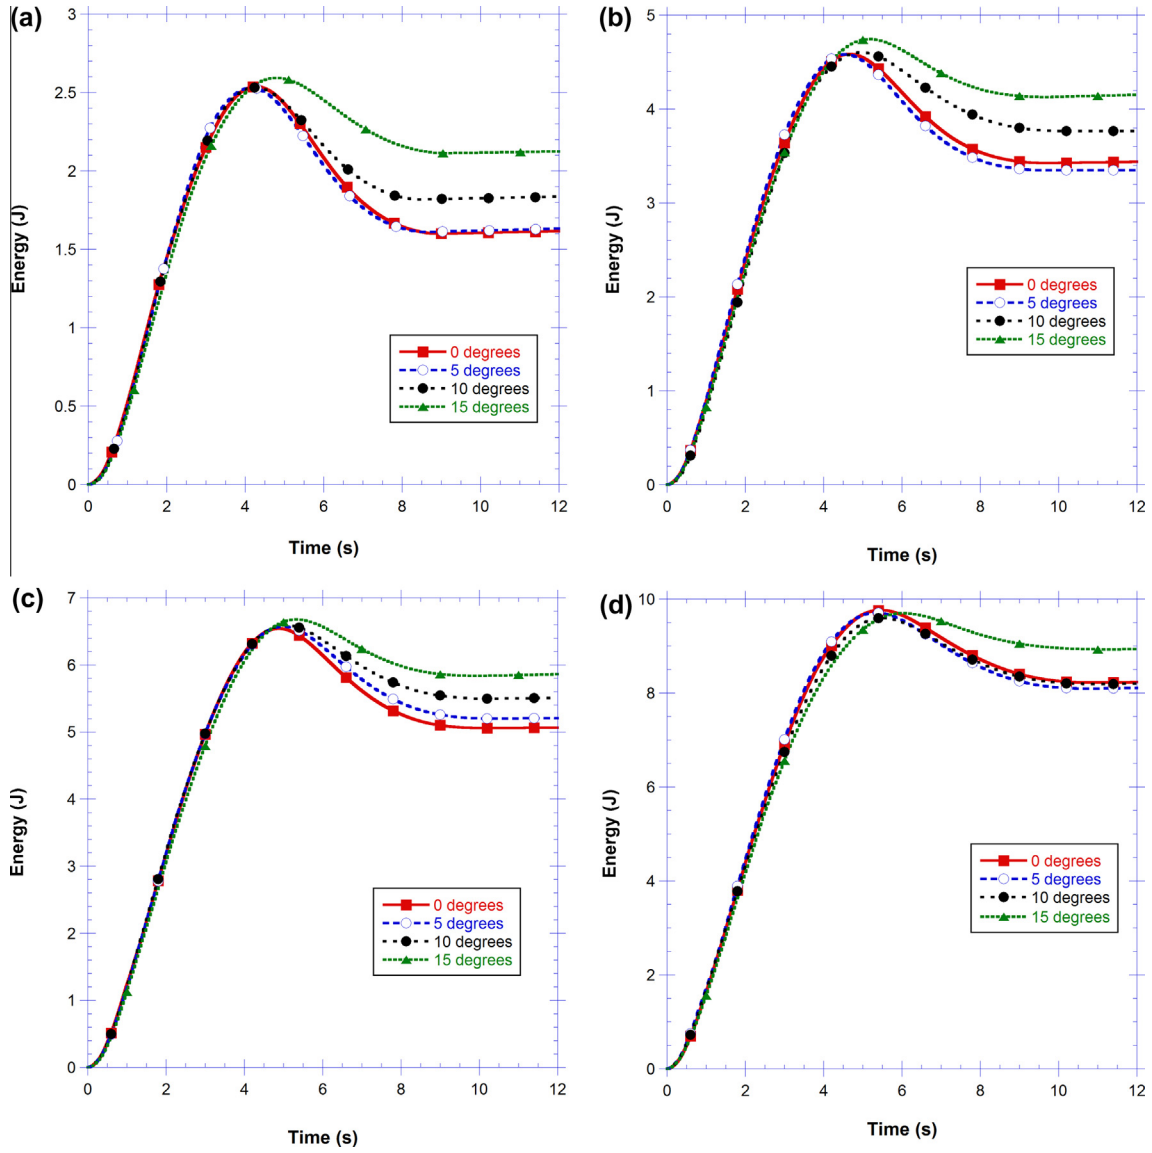 (a)
3
2.5
2
1.5
1
0.5
0
Energy (J)
0 2 4 6 8 10 12
Time (s)
0 degrees
5 degrees
10 degrees
15 degrees
(b)
5
4
3
2
1
0
Energy (J)
0 2 4 6 8 10 12
Time (s)
0 degrees
5 degrees
10 degrees
15 degrees
(c)
7
6
5
4
3
2
1
0
Energy (J)
0 2 4 6 8 10 12
Time (s)
0 degrees
5 degrees
10 degrees
15 degrees
(d)
10
8
6
4
2
0
Energy (J)
0 2 4 6 8 10 12
Time (s)
0 degrees
5 degrees
10 degrees
15 degrees